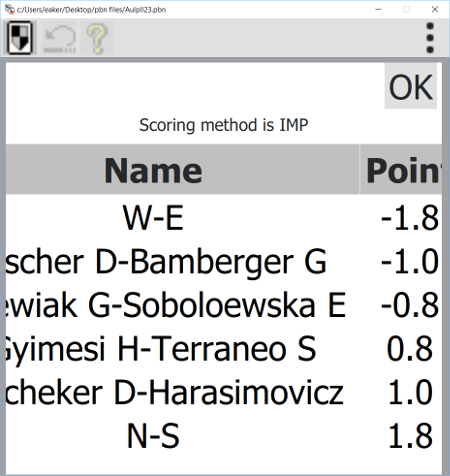 c:/Users/eaker/Desktop/pbn files/Aulpll23.pbn
OK
Scoring method is IMP
Name Point
W-E -1.8
scher D-Bamberger G -1.0
ewiak G-Soboloewska E -0.8
Gyimesi H-Terraneo S 0.8
cheker D-Harasimovicz 1.0
N-S 1.8